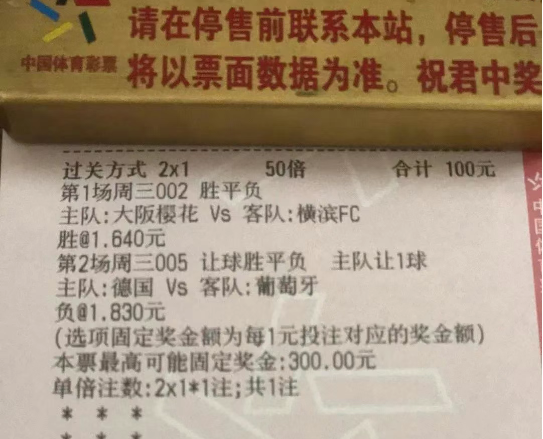 请在停售前联系本站，停售后
中国体育彩票
将以票面数据为准。祝君中奖
过关方式 2x1 50倍 合计 100元
第1场周三002 胜平负
主队:大阪樱花 Vs 客队:横滨FC
胜@1.640元
第2场周三005 让球胜平负 主队让1球
主队:德国 Vs 客队:葡萄牙
负@1.830元
(选项固定奖金额为每1元投注对应的奖金额)
本票最高可能固定奖金:300.00元
单倍注数:2x1*1注;共1注
* * *
* * *